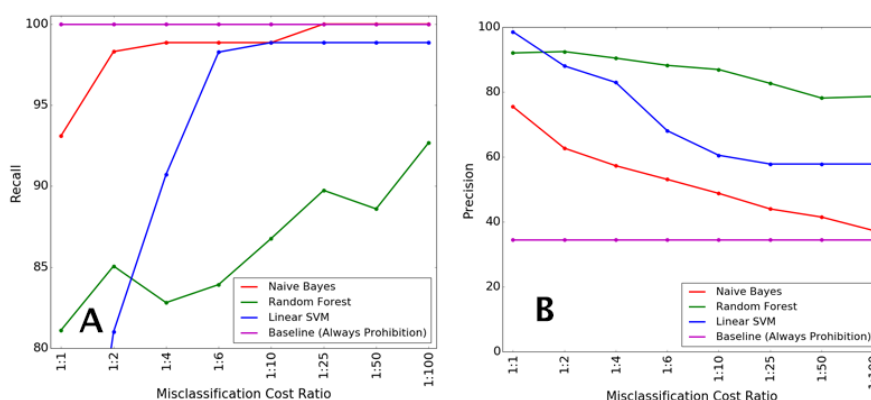 100
95
90
85
80
Recall
A
Naive Bayes
Random Forest
Linear SVM
Baseline (Always Prohibition)
1:1
1:2
1:4
1:6
1:10
1:25
1:50
1:100
Misclassification Cost Ratio
100
80
60
40
20
0
Precision
B
Naive Bayes
Random Forest
Linear SVM
Baseline (Always Prohibition)
1:1
1:2
1:4
1:6
1:10
1:25
1:50
1:100
Misclassification Cost Ratio